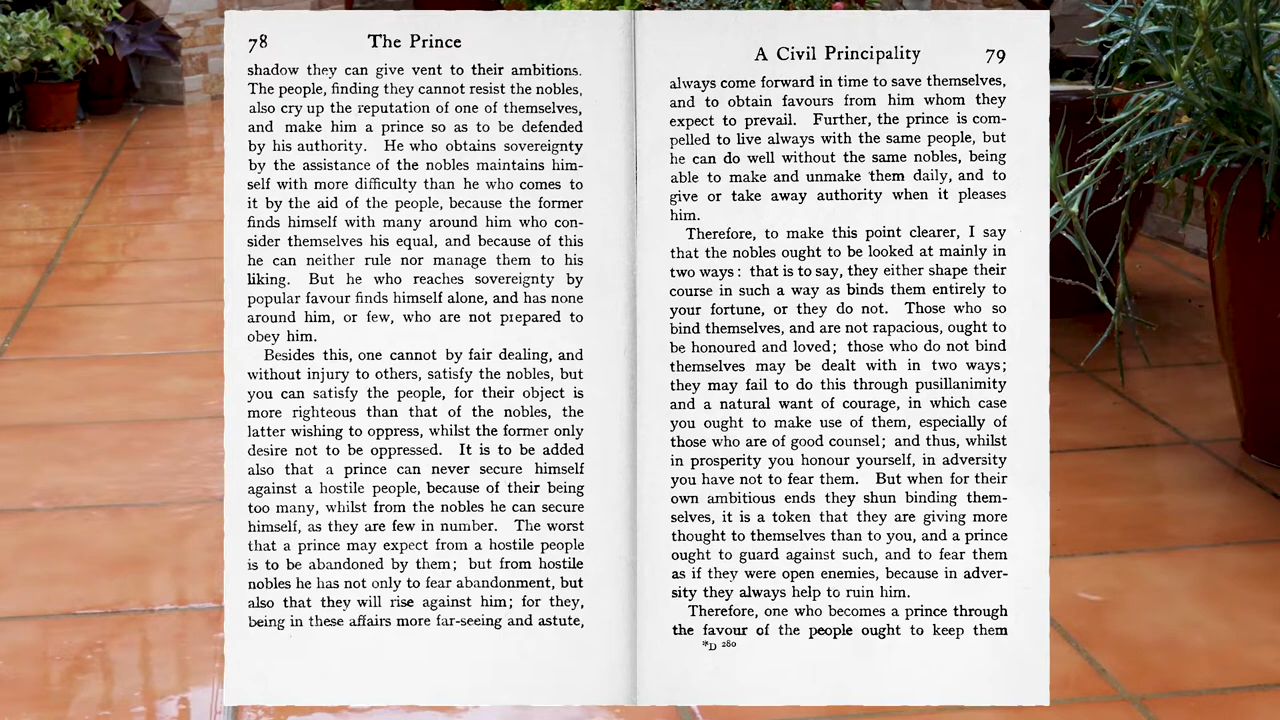 78 The Prince
shadow they can give vent to their ambitions.
The people, finding they cannot resist the nobles,
also cry up the reputation of one of themselves,
and make him a prince so as to be defended
by his authority. He who obtains sovereignty
by the assistance of the nobles maintains him-
self with more difficulty than he who comes to
it by the aid of the people, because the former
finds himself with many around him who con-
sider themselves his equal, and because of this
he can neither rule nor manage them to his
liking. But he who reaches sovereignty by
popular favour finds himself alone, and has none
around him, or few, who are not prepared to
obey him.
Besides this, one cannot by fair dealing, and
without injury to others, satisfy the nobles, but
you can satisfy the people, for their object is
more righteous than that of the nobles, the
latter wishing to oppress, whilst the former only
desire not to be oppressed. It is to be added
also that a prince can never secure himself
against a hostile people, because of their being
too many, whilst from the nobles he can secure
himself, as they are few in number. The worst
that a prince may expect from a hostile people
is to be abandoned by them; but from hostile
nobles he has not only to fear abandonment, but
also that they will rise against him; for they,
being in these affairs more far-seeing and astute,
A Civil Principality 79
always come forward in time to save themselves,
and to obtain favours from him whom they
expect to prevail. Further, the prince is com-
pelled to live always with the same people, but
he can do well without the same nobles, being
able to make and unmake them daily, and to
give or take away authority when it pleases
him.
Therefore, to make this point clearer, I say
that the nobles ought to be looked at mainly in
two ways: that is to say, they either shape their
course in such a way as binds them entirely to
your fortune, or they do not. Those who so
bind themselves, and are not rapacious, ought to
be honoured and loved; those who do not bind
themselves may be dealt with in two ways;
they may fail to do this through pusillanimity
and a natural want of courage, in which case
you ought to make use of them, especially of
those who are of good counsel; and thus, whilst
in prosperity you honour yourself, in adversity
you have not to fear them. But when for their
own ambitious ends they shun binding them-
selves, it is a token that they are giving more
thought to themselves than to you, and a prince
ought to guard against such, and to fear them
as if they were open enemies, because in adver-
sity they always help to ruin him.
Therefore, one who becomes a prince through
the favour of the people ought to keep them
*D 280